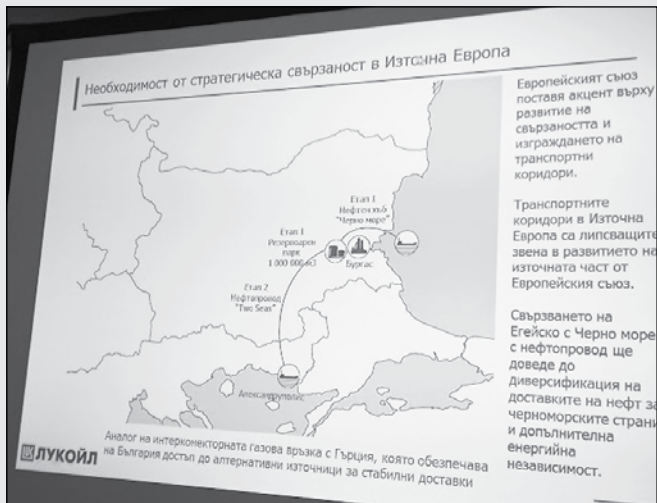 Необходимост от стратегическа свързаност в Източна Европа
Европейският съюз
поставя акцент върху
развитие на
свързаността и
изграждането на
транспортни
коридори.
Транспортните
коридори в Източна
Европа са липсващите
звена в развитието на
източната част от
Европейския съюз.
Свързването на
Егейско с Черно море
с нефтопровод ще
доведе до
диверсификация на
доставките на нефт за
черноморските страни
и допълнителна
енергийна
независимост.
Етап 1
Нефтен хъб
"Черно море"
Етап 1
Резервоарен
парк
1 000 000 м3
Бургас
Етап 2
Нефтапровод
"Two Seas"
Александруполис
Аналог на интерконекторната газова връзка с Гърция, която обезпечава
на България достъп до алтернативни източници за стабилни доставки
ЛУКОЙЛ